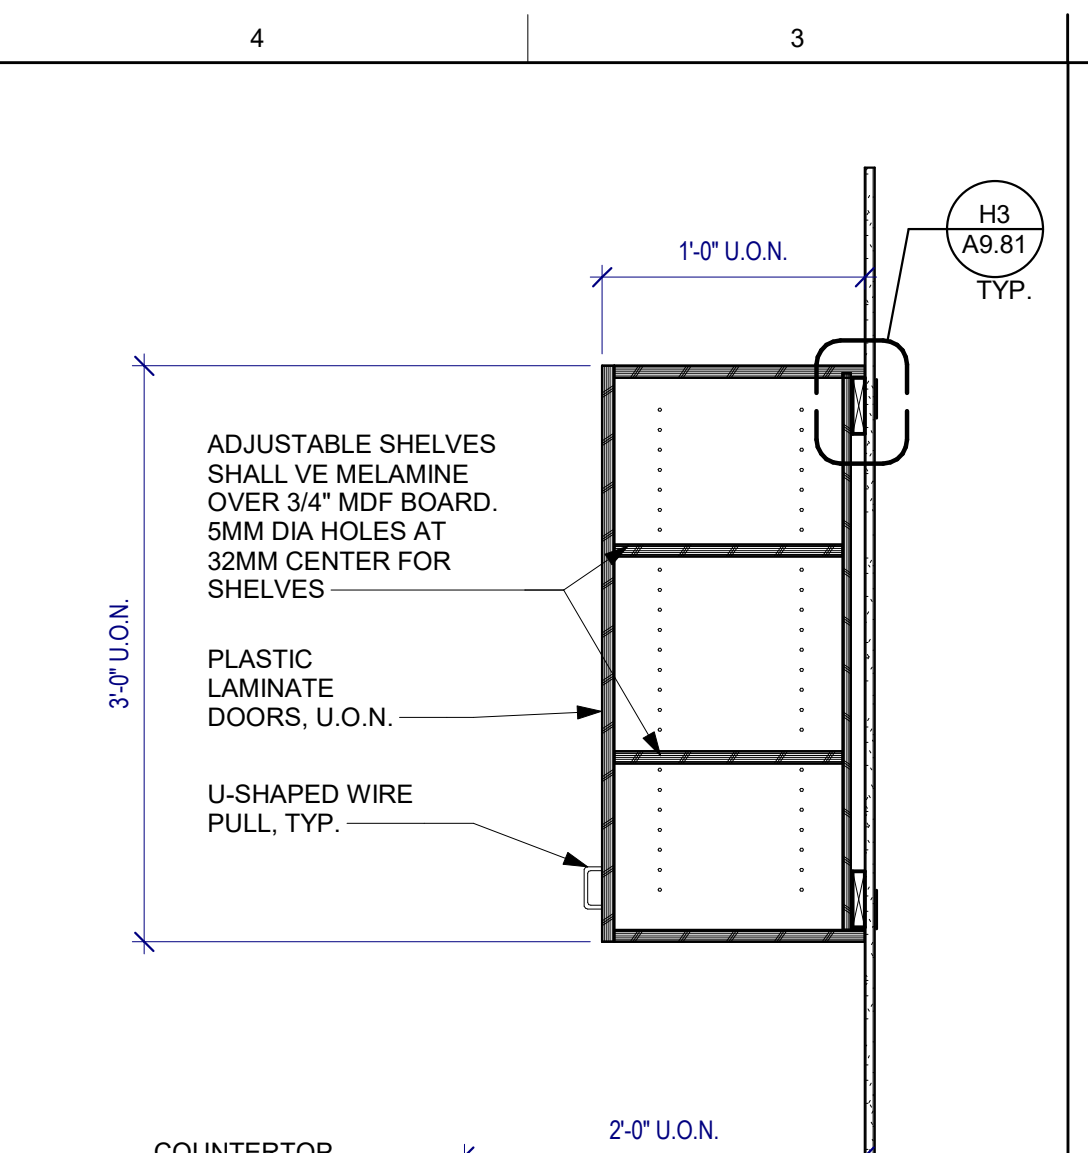 4
3
H3
A9.81
TYP.
1'-0" U.O.N.
ADJUSTABLE SHELVES
SHALL VE MELAMINE
OVER 3/4" MDF BOARD.
5MM DIA HOLES AT
32MM CENTER FOR
SHELVES
3'-0" U.O.N.
PLASTIC
LAMINATE
DOORS, U.O.N.
U-SHAPED WIRE
PULL, TYP.
2'-0" U.O.N.
COUNTERTOP